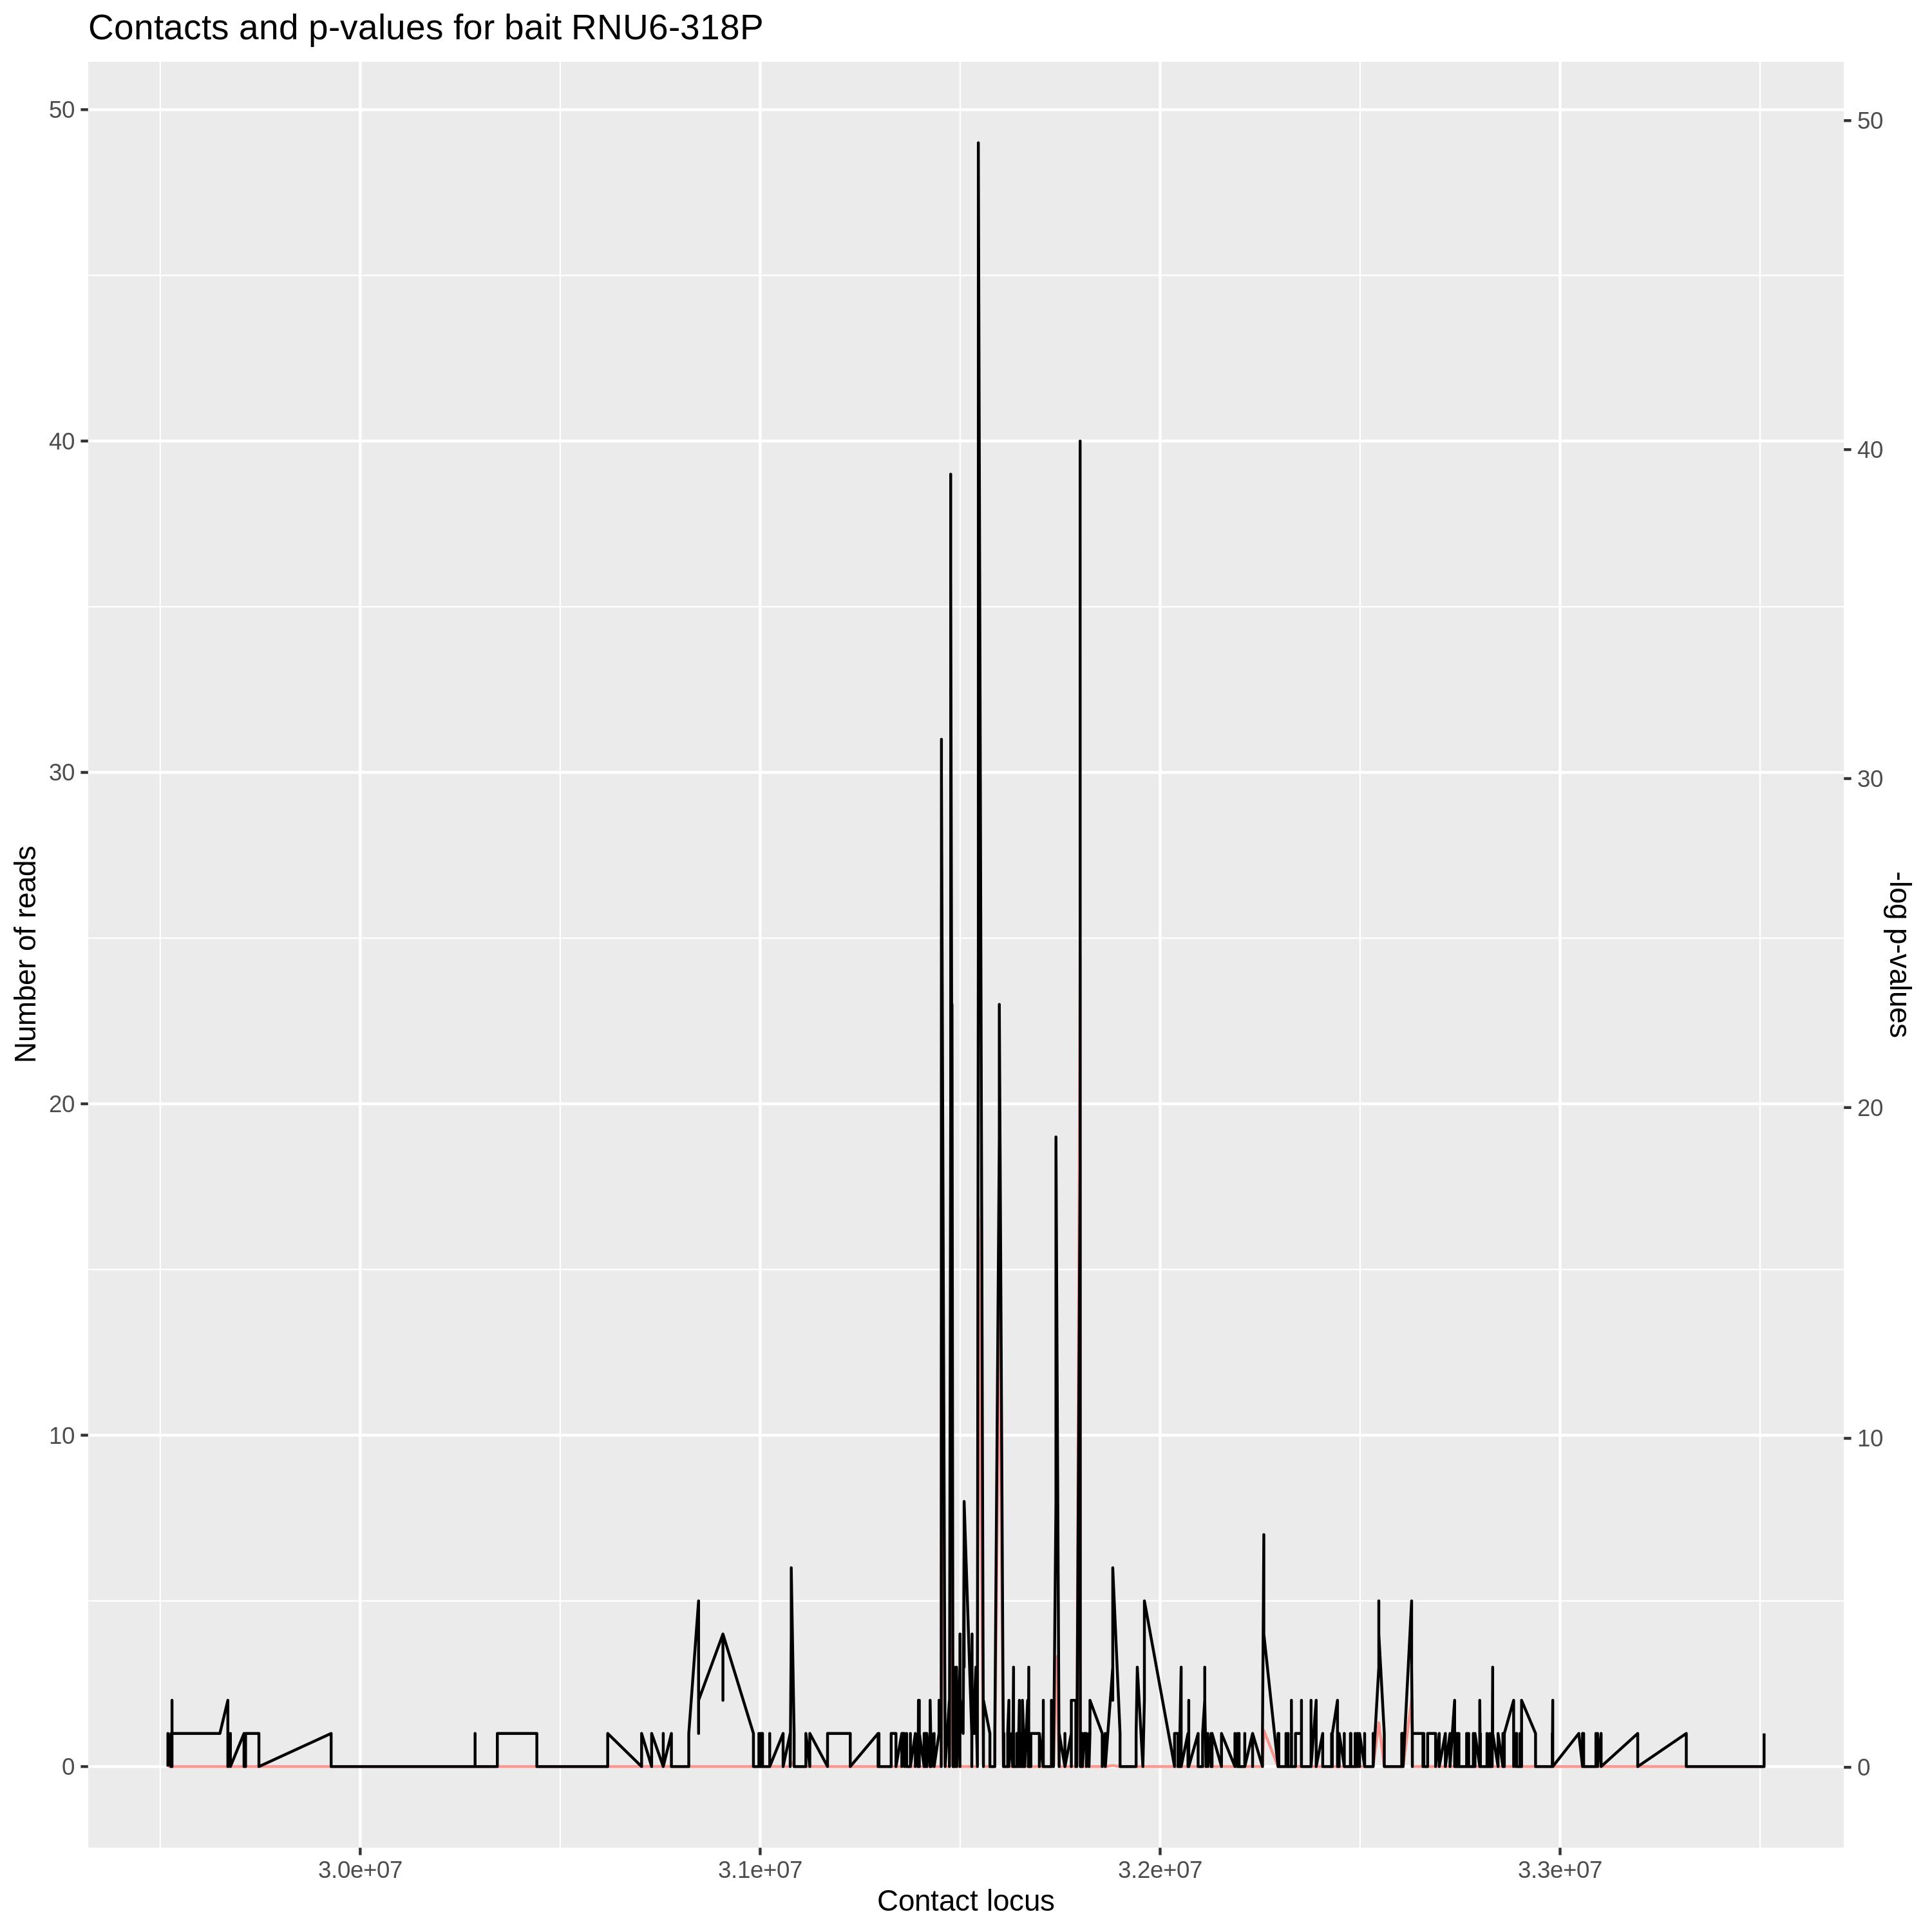 Contacts and p-values for bait RNU6-318P
50
40
30
20
10
0
Number of reads
50
40
30
20
10
0
-log p-values
3.0e+07 3.1e+07 3.2e+07 3.3e+07
Contact locus